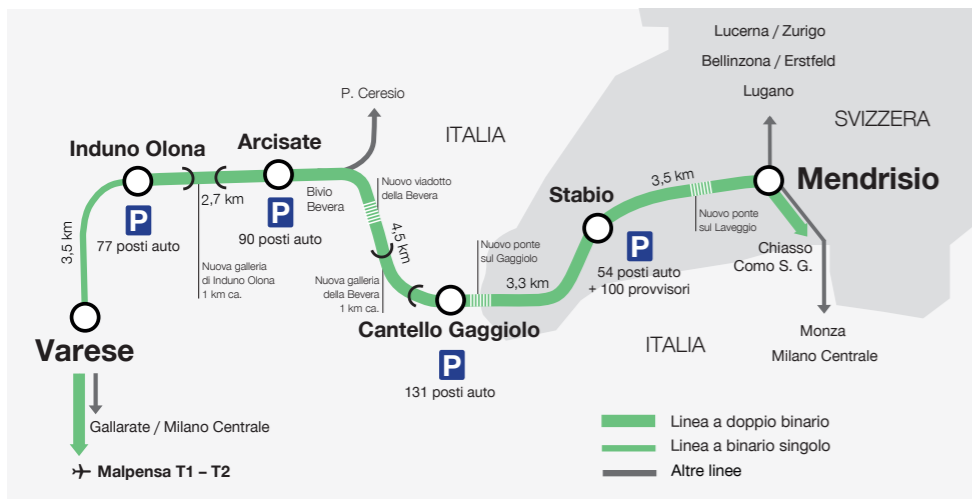 Lucerna / Zurigo
Bellinzona / Erstfeld
Lugano
SVIZZERA
P. Ceresio
ITALIA
Induno Olona
Arcisate
Mendrisio
3,5 km
Stabio
2,7 km
Bivio
Bevera
Nuovo viadotto
della Bevera
P
77 posti auto
P
90 posti auto
3,5 km
4,5 km
Nuovo ponte
sul Laveggio
Nuovo ponte
sul Gaggiolo
P
54 posti auto
+ 100 provvisori
Chiasso
Como S. G.
Nuova galleria
di Induno Olona
1 km ca.
Nuova galleria
della Bevera
1 km ca.
3,3 km
Cantello Gaggiolo
P
131 posti auto
Varese
ITALIA
Monza
Milano Centrale
Gallarate / Milano Centrale
Malpensa T1 – T2
Linea a doppio binario
Linea a binario singolo
Altre linee